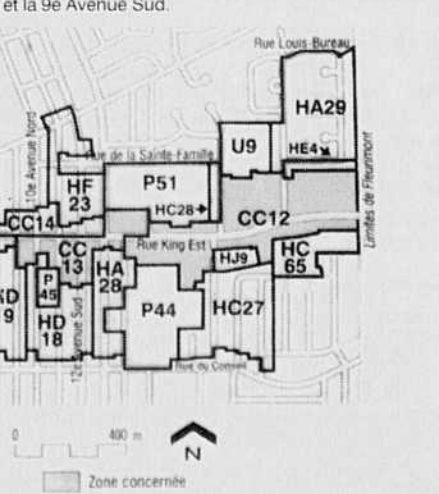 et la 9e Avenue Sud.
Rue Louis-Bureau
HA29
10e Avenue Nord
U9
HE4
Rue de la Sainte-Famille
HF
23
P51
HC28
CC12
Limites de Fleurimont
CC14
Rue King Est
CC
13
HJ9
HC
65
HA
28
P
45
P44
HC27
HD
18
12e Avenue Sud
Rue du Conseil
0 400 m
N
Zone concernée